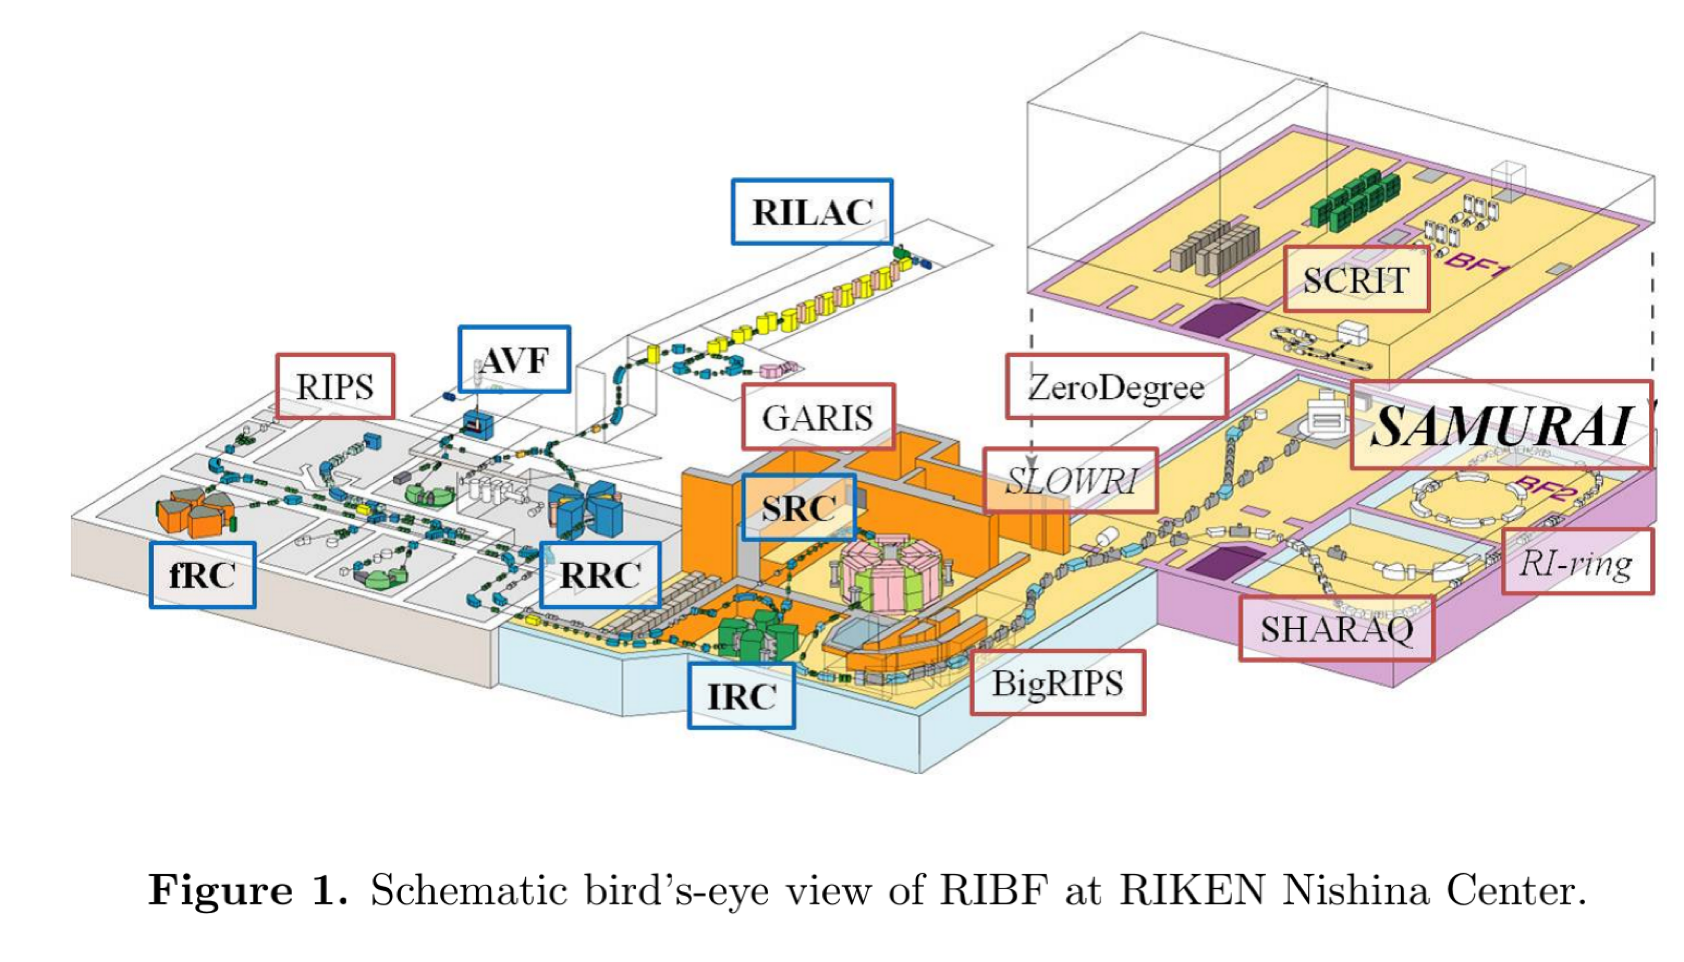 RILAC
SCRIT
BF1
AVF
RIPS
ZeroDegree
GARIS
SAMURAI
SLOWRI
SRC
BF2
fRC
RRC
RI-ring
SHARAQ
IRC
BigRIPS
Figure 1. Schematic bird's-eye view of RIBF at RIKEN Nishina Center.